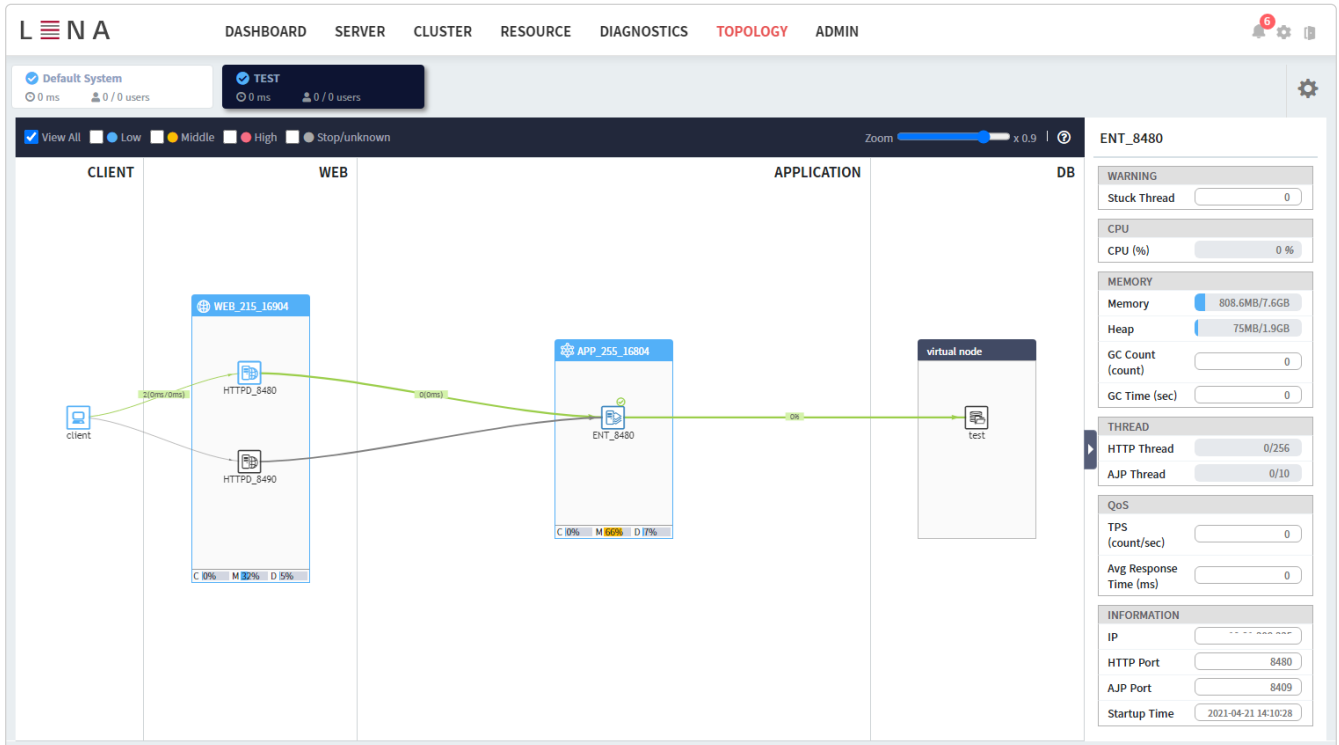 LENA
DASHBOARD SERVER CLUSTER RESOURCE DIAGNOSTICS TOPOLOGY ADMIN
6
Default System
0 ms 0 / 0 users
TEST
0 ms 0 / 0 users
View All Low Middle High Stop/unknown
Zoom x 0.9
CLIENT WEB APPLICATION DB
WEB_215_16904
HTTPD_8480
HTTPD_8490
C 0% M 32% D 5%
client
2(0ms/0ms)
0(0ms)
APP_255_16804
ENT_8480
C 0% M 66% D 7%
virtual node
test
ENT_8480
WARNING
Stuck Thread 0
CPU
CPU (%) 0 %
MEMORY
Memory 808.6MB/7.6GB
Heap 75MB/1.9GB
GC Count
(count) 0
GC Time (sec) 0
THREAD
HTTP Thread 0/256
AJP Thread 0/10
QoS
TPS
(count/sec) 0
Avg Response
Time (ms) 0
INFORMATION
IP
HTTP Port 8480
AJP Port 8409
Startup Time 2021-04-21 14:10:28